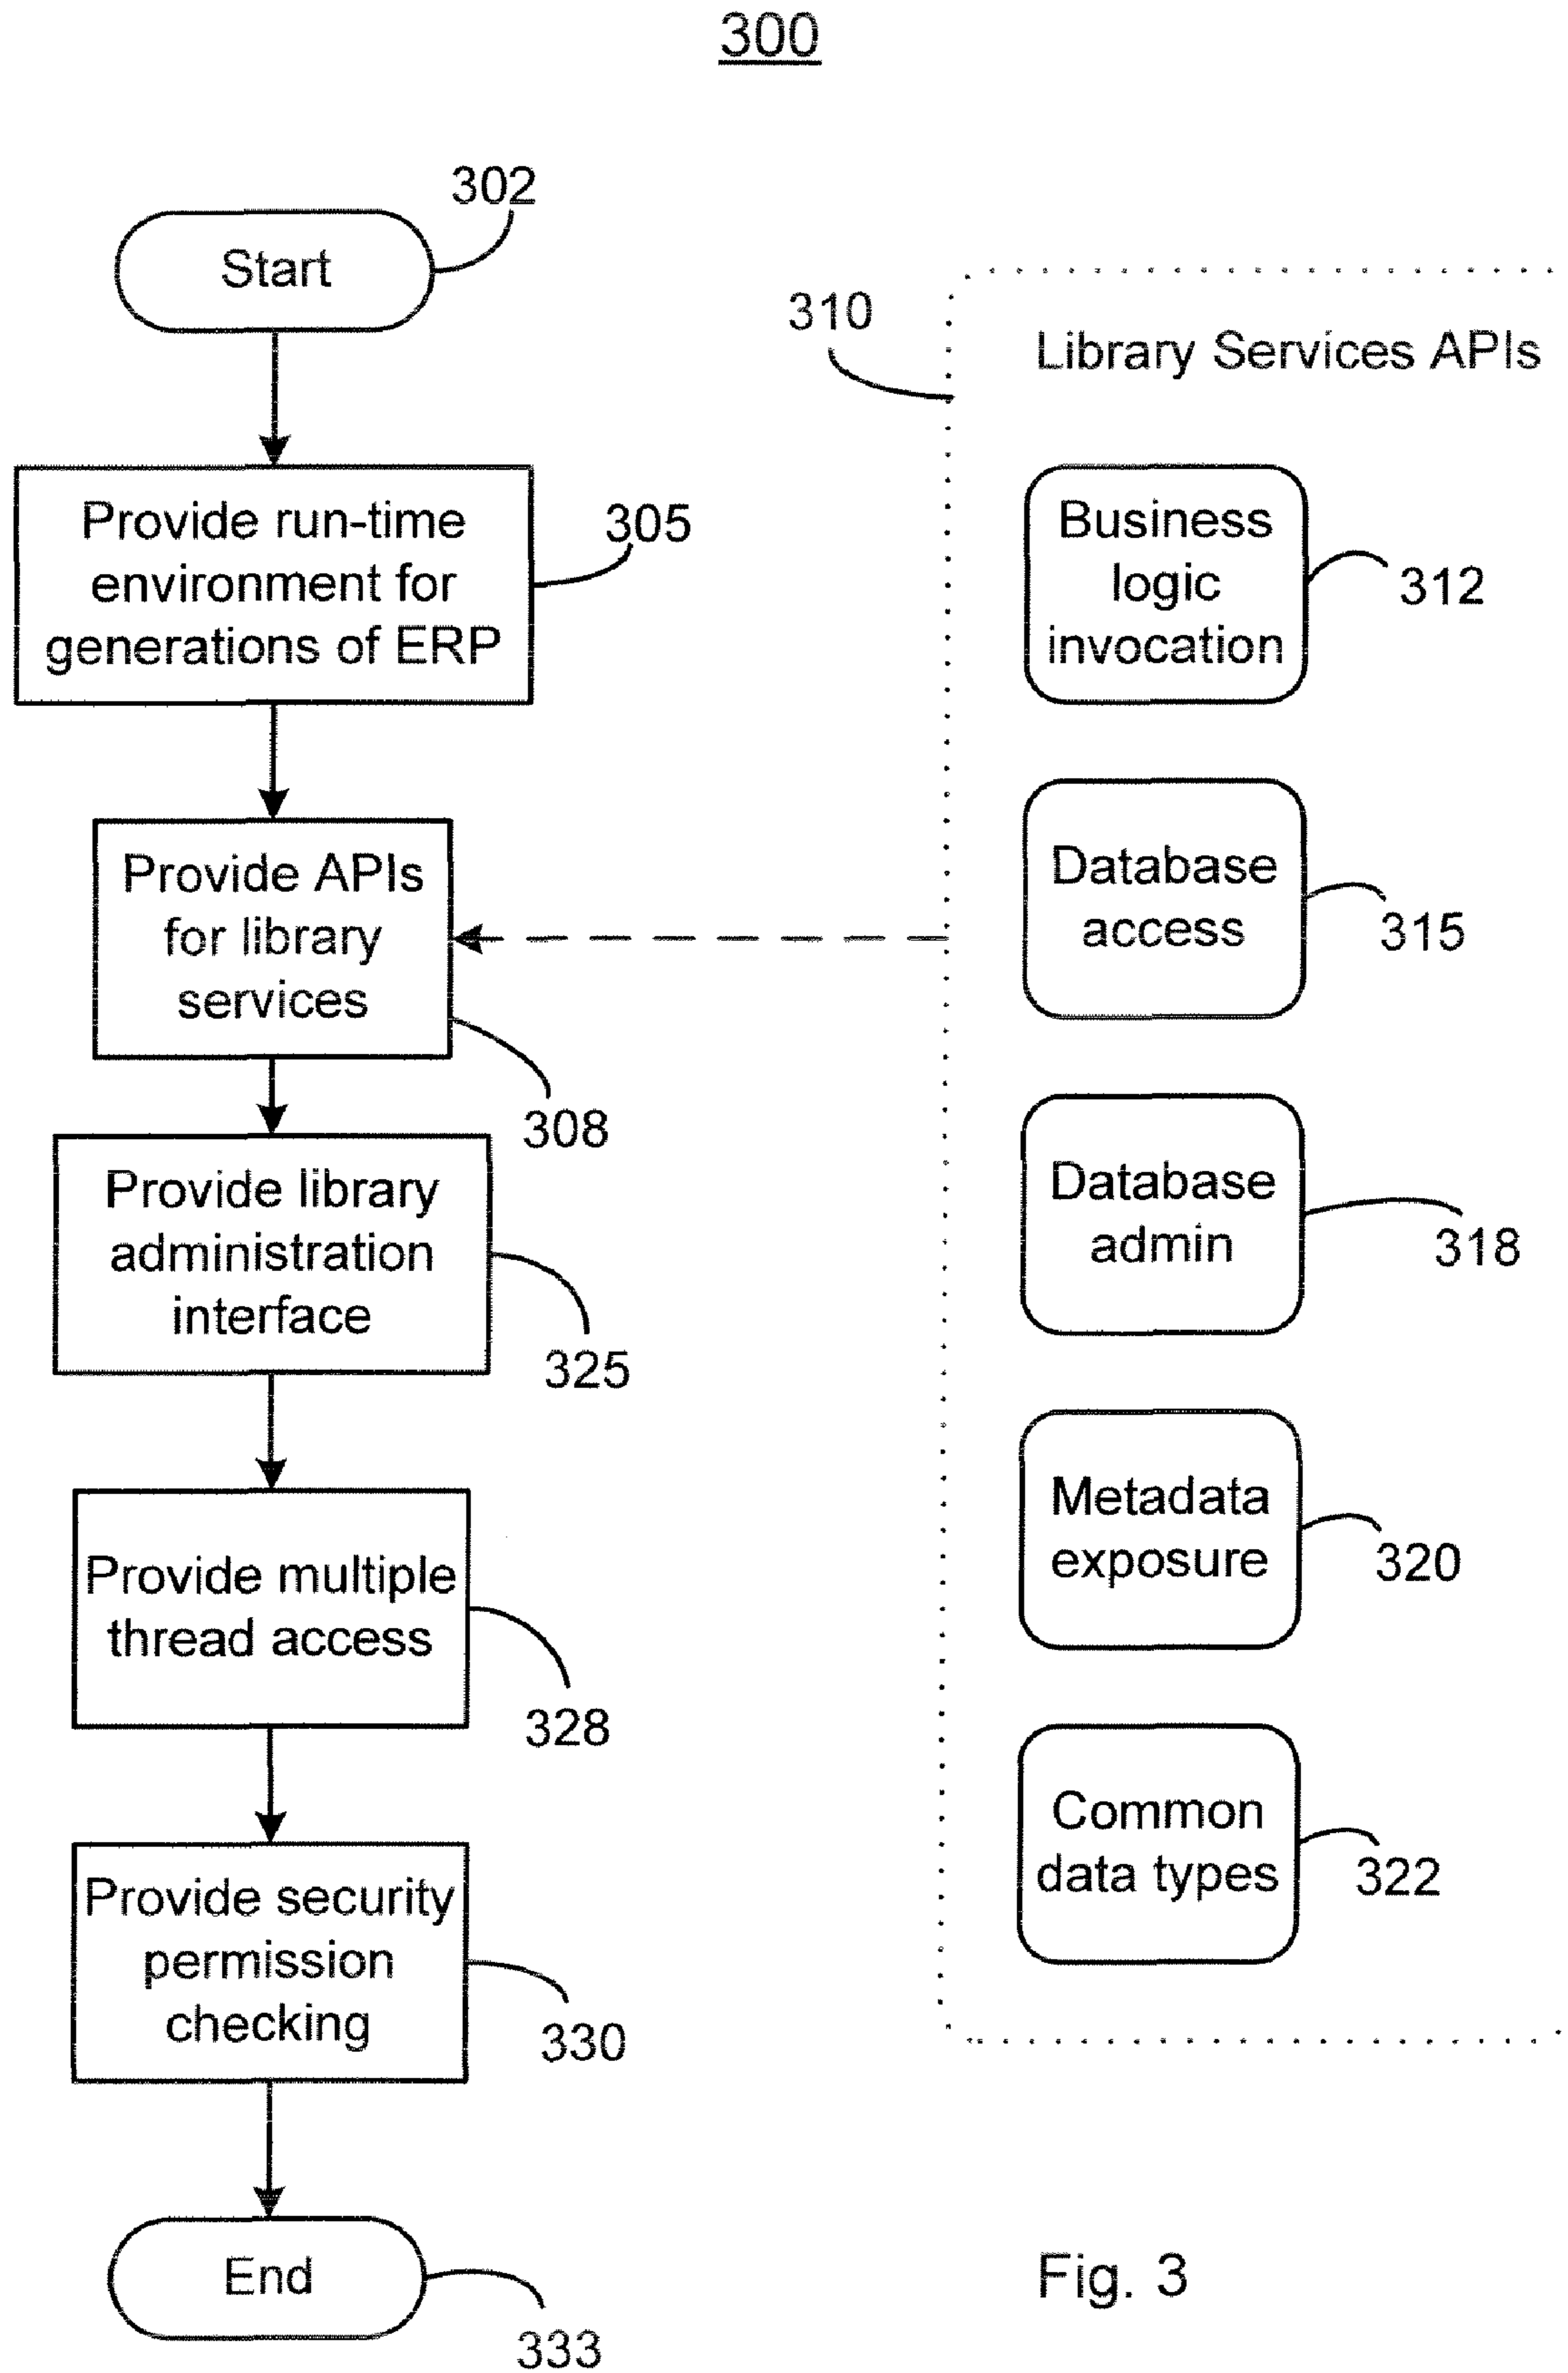 300
302
Start
310
Library Services APIs
Provide run-time
environment for
generations of ERP
305
Business
logic
invocation
312
Provide APIs
for library
services
308
Database
access
315
Provide library
administration
interface
325
Database
admin
318
Provide multiple
thread access
328
Metadata
exposure
320
Provide security
permission
checking
330
Common
data types
322
End
333
Fig. 3